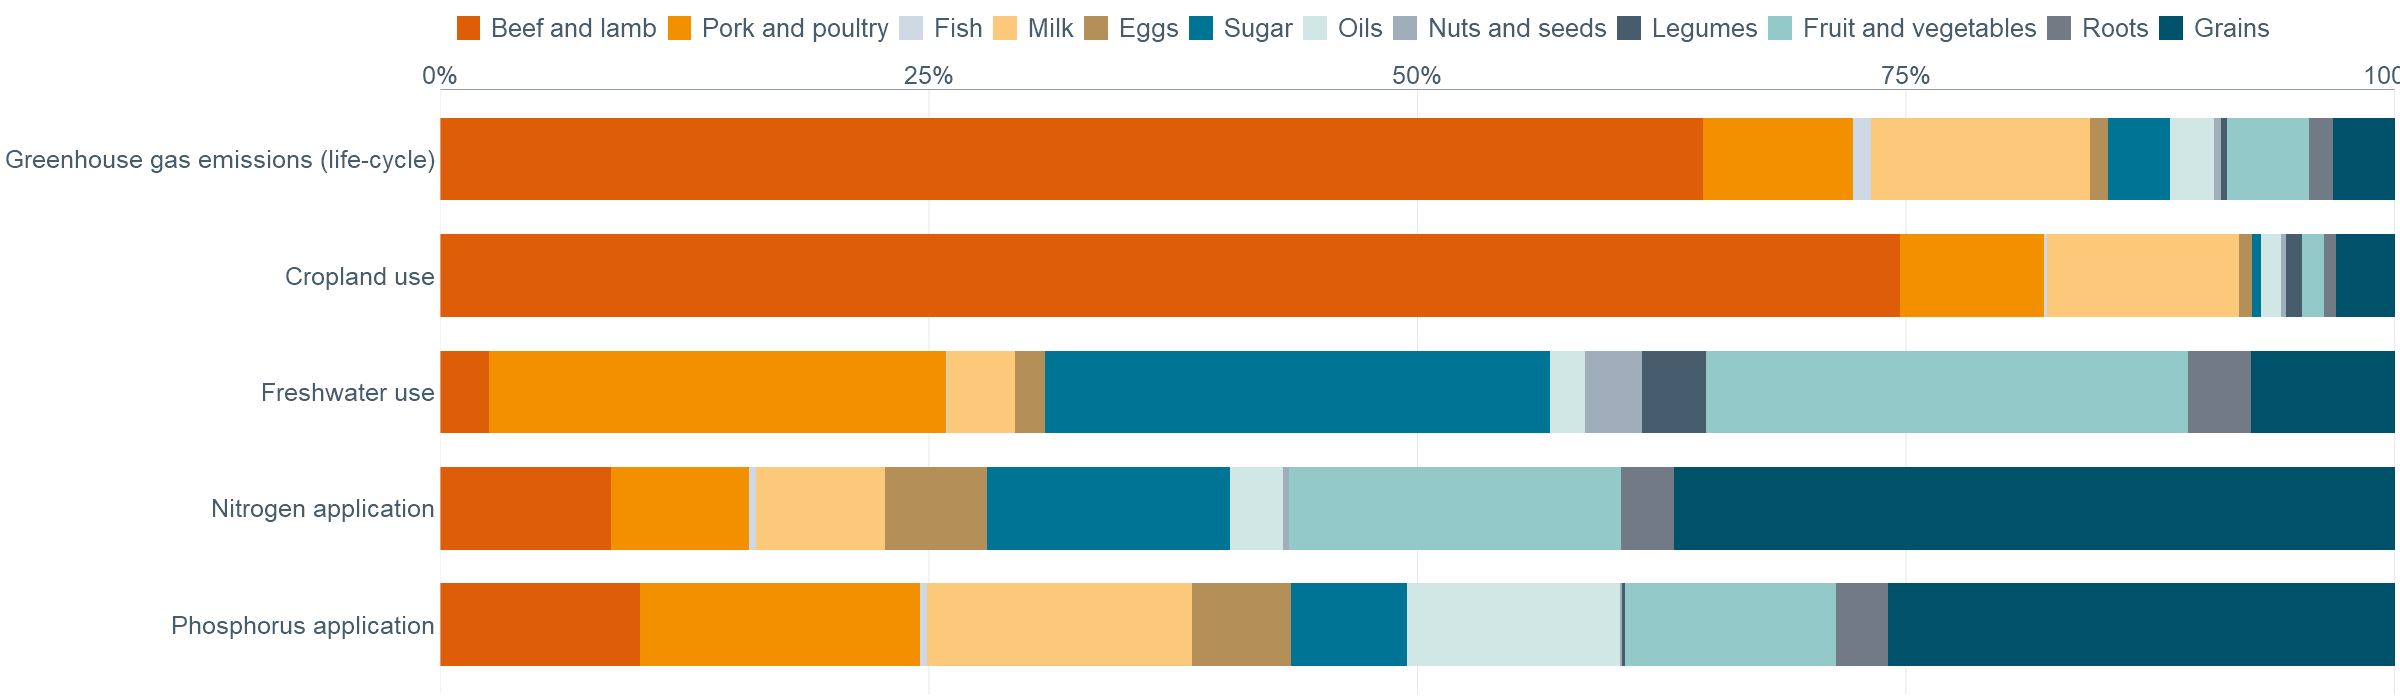 Beef and lamb Pork and poultry Fish Milk Eggs Sugar Oils Nuts and seeds Legumes Fruit and vegetables Roots Grains
0% 25% 50% 75% 100
Greenhouse gas emissions (life-cycle)
Cropland use
Freshwater use
Nitrogen application
Phosphorus application